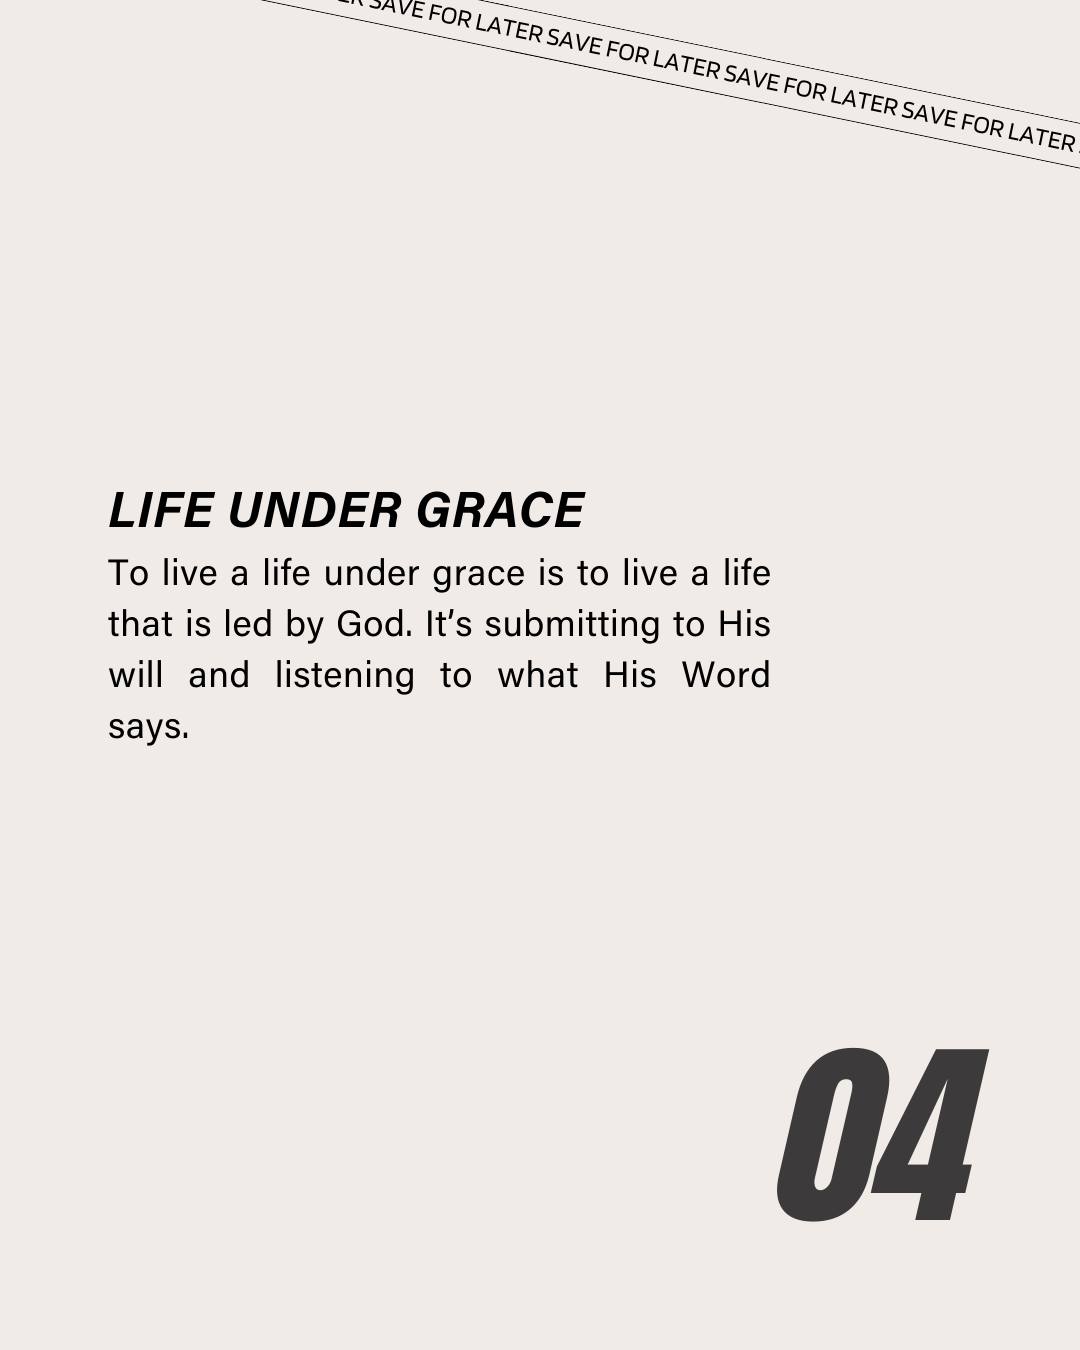 ER SAVE FOR LATER SAVE FOR LATER SAVE FOR LATER SAVE FOR LATER
LIFE UNDER GRACE
To live a life under grace is to live a life
that is led by God. It’s submitting to His
will and listening to what His Word
says.
04